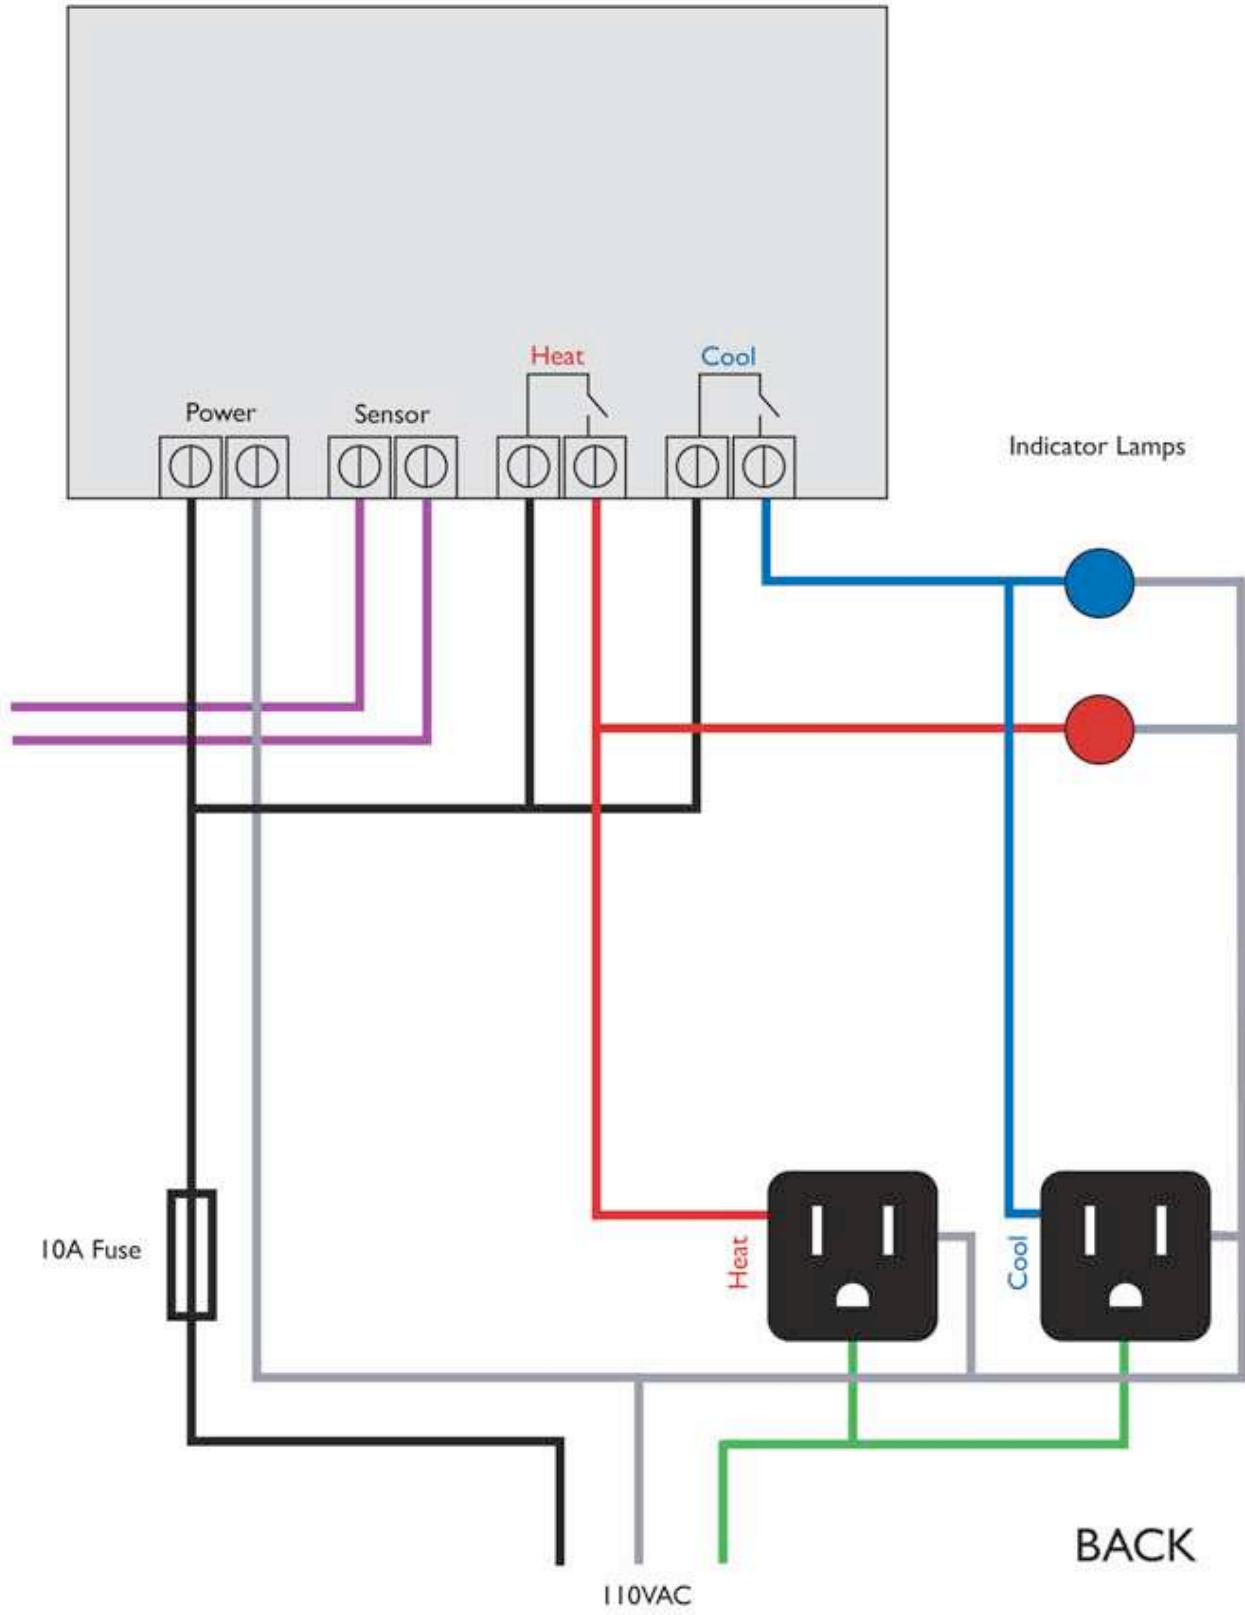 Heat
Cool
Power
Sensor
Indicator Lamps
10A Fuse
Heat
Cool
BACK
110VAC